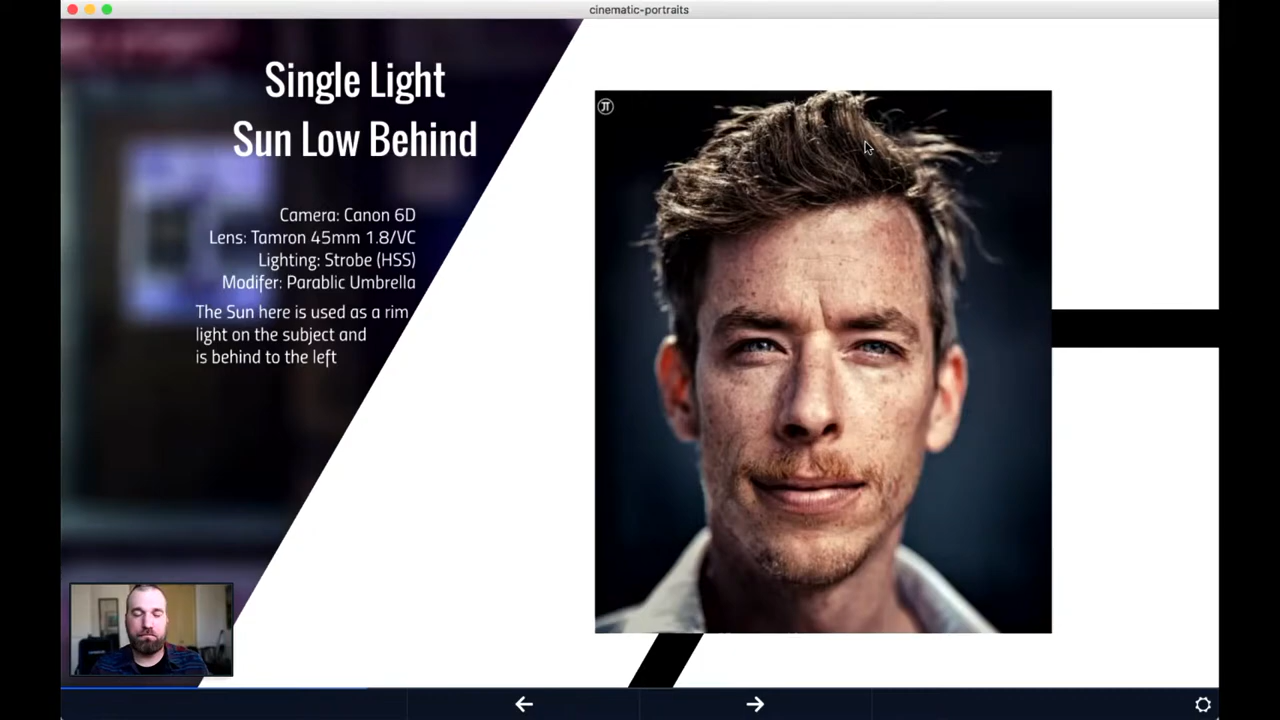 cinematic-portraits
Single Light
Sun Low Behind
Camera: Canon 6D
Lens: Tamron 45mm 1.8/VC
Lighting: Strobe (HSS)
Modifer: Parablic Umbrella
The Sun here is used as a rim
light on the subject and
is behind to the left